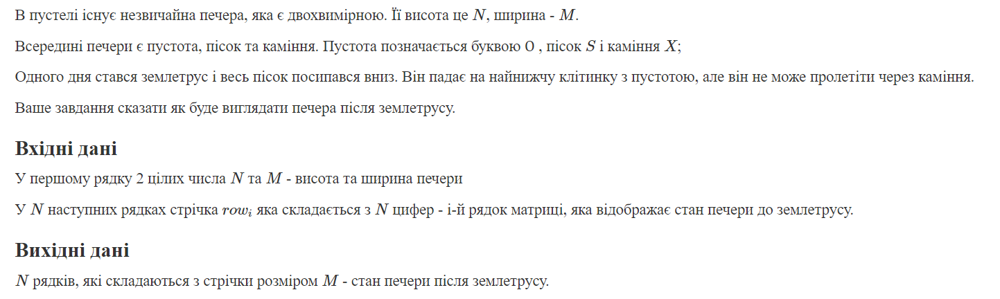 В пустелі існує незвичайна печера, яка є двохвимірною. Її висота це N, ширина - M.
Всередині печери є пустота, пісок та каміння. Пустота позначається буквою O , пісок S і каміння X;
Одного дня стався землетрус і весь пісок посипався вниз. Він падає на найнижчу клітинку з пустотою, але він не може пролетіти через каміння.
Ваше завдання сказати як буде виглядати печера після землетрусу.
Вхідні дані
У першому рядку 2 цілих числа N та M - висота та ширина печери
У N наступних рядках стрічка row_i яка складається з N цифер - і-й рядок матриці, яка відображає стан печери до землетрусу.
Вихідні дані
N рядків, які складаються з стрічки розміром M - стан печери після землетрусу.